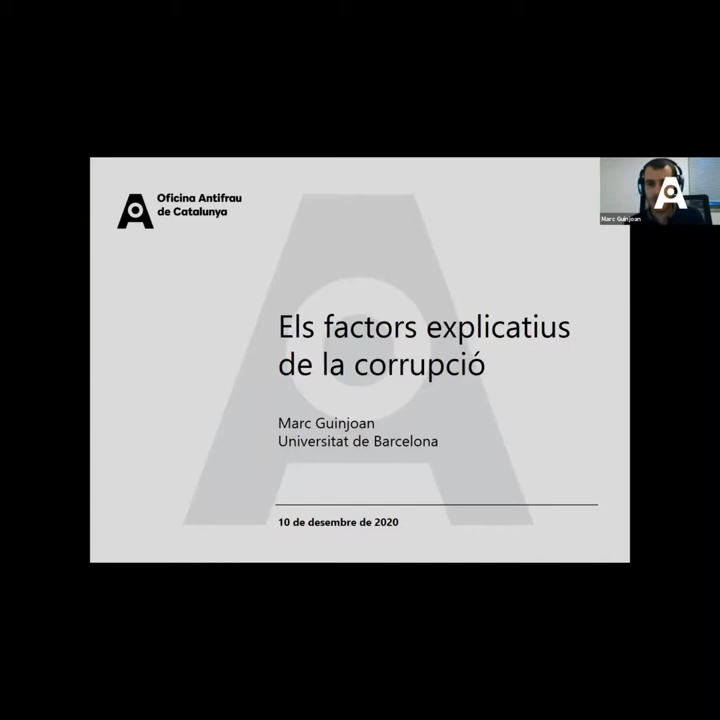 Oficina Antifrau
de Catalunya
Marc Guinjoan
Els factors explicatius
de la corrupció
Marc Guinjoan
Universitat de Barcelona
10 de desembre de 2020